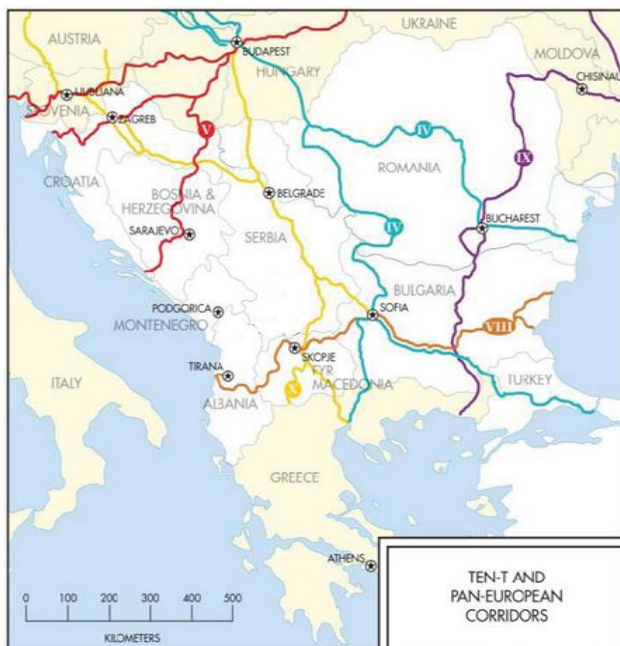 UKRAINE
AUSTRIA
MOLDOVA
BUDAPEST
HUNGARY
CHISINAU
LJUBLJANA
SLOVENIA
ZAGREB
V
IV
IX
ROMANIA
CROATIA
BOSNIA &
HERZEGOVINA
BELGRADE
SARAJEVO
SERBIA
IV
BUCHAREST
BULGARIA
PODGORICA
MONTENEGRO
SOFIA
VIII
SKOPJE
TIRANA
FYR
MACEDONIA
X
ITALY
ALBANIA
TURKEY
GREECE
ATHENS
TEN-T AND
PAN-EUROPEAN
CORRIDORS
0 100 200 300 400 500
KILOMETERS